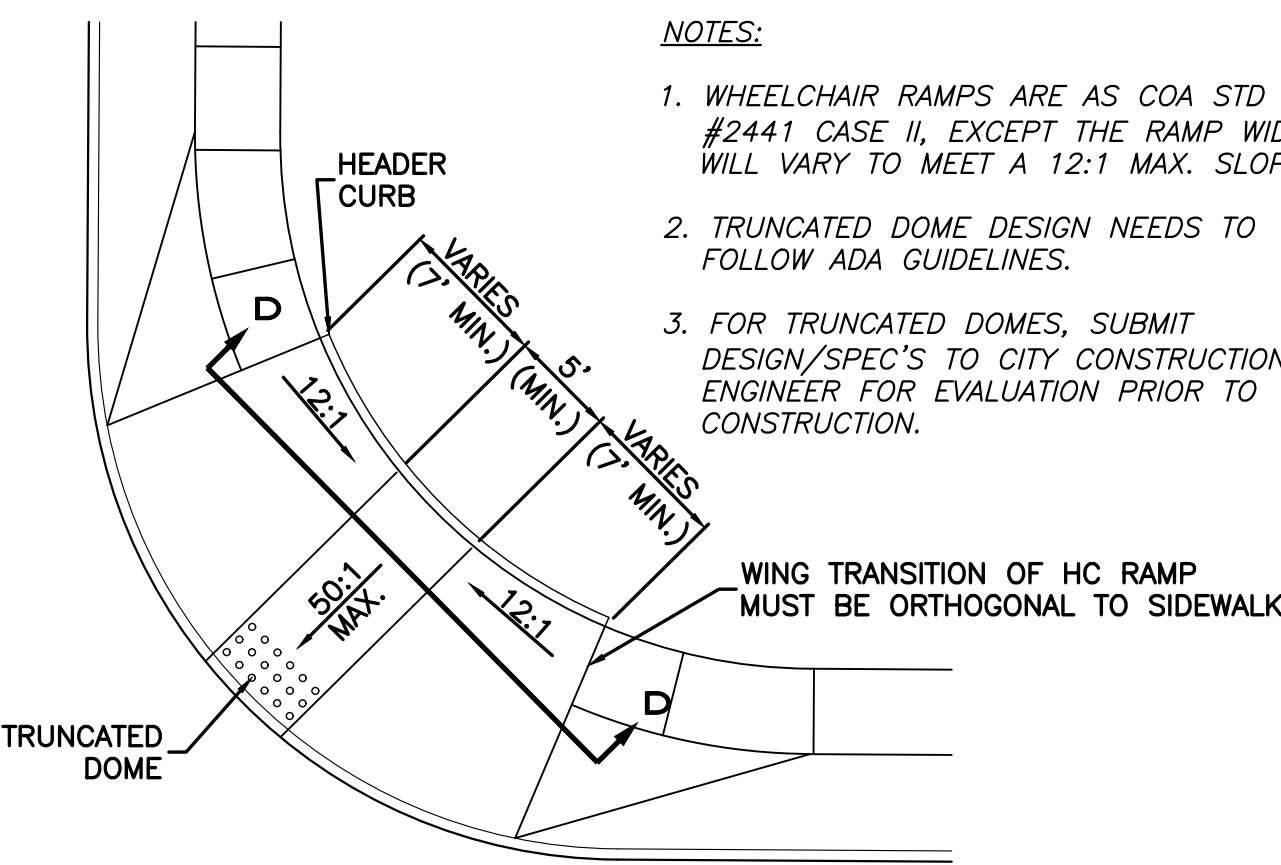 NOTES:
1. WHEELCHAIR RAMPS ARE AS COA STD
#2441 CASE II, EXCEPT THE RAMP
WILL VARY TO MEET A 12:1 MAX.
2. TRUNCATED DOME DESIGN NEEDS TO
FOLLOW ADA GUIDELINES.
3. FOR TRUNCATED DOMES, SUBMIT
DESIGN/SPEC'S TO CITY CONSTRUCTION
ENGINEER FOR EVALUATION PRIOR TO
CONSTRUCTION.
HEADER
CURB
VARIES
(7' MIN.)
5'
(MIN.)
VARIES
(7' MIN.)
D
12:1
50:1
MAX.
12:1
D
WING TRANSITION OF HC RAMP
MUST BE ORTHOGONAL TO SIDEWALK
TRUNCATED
DOME